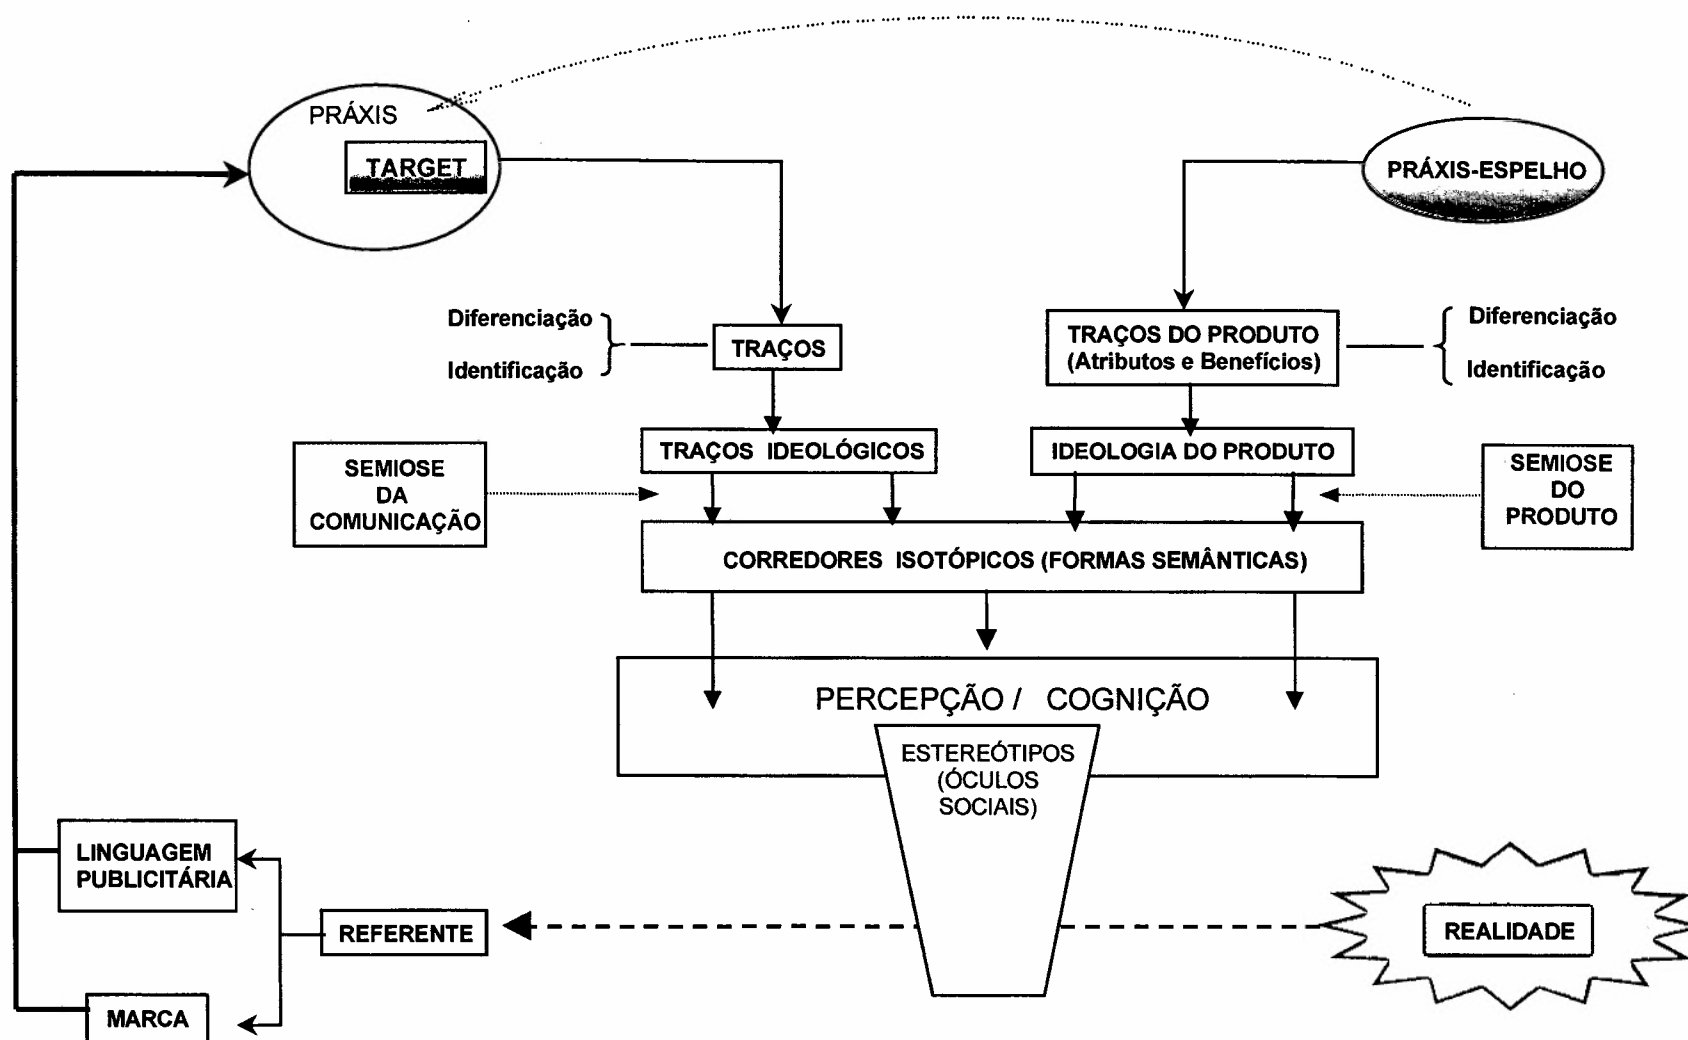 PRÁXIS
TARGET
PRÁXIS-ESPELHO
Diferenciação
Identificação
TRAÇOS
TRAÇOS DO PRODUTO
(Atributos e Benefícios)
Diferenciação
Identificação
TRAÇOS IDEOLÓGICOS
IDEOLOGIA DO PRODUTO
SEMIOSE
DA
COMUNICAÇÃO
SEMIOSE
DO
PRODUTO
CORREDORES ISOTÓPICOS (FORMAS SEMÂNTICAS)
PERCEPÇÃO / COGNIÇÃO
ESTEREÓTIPOS
(ÓCULOS
SOCIAIS)
LINGUAGEM
PUBLICITÁRIA
REFERENTE
REALIDADE
MARCA